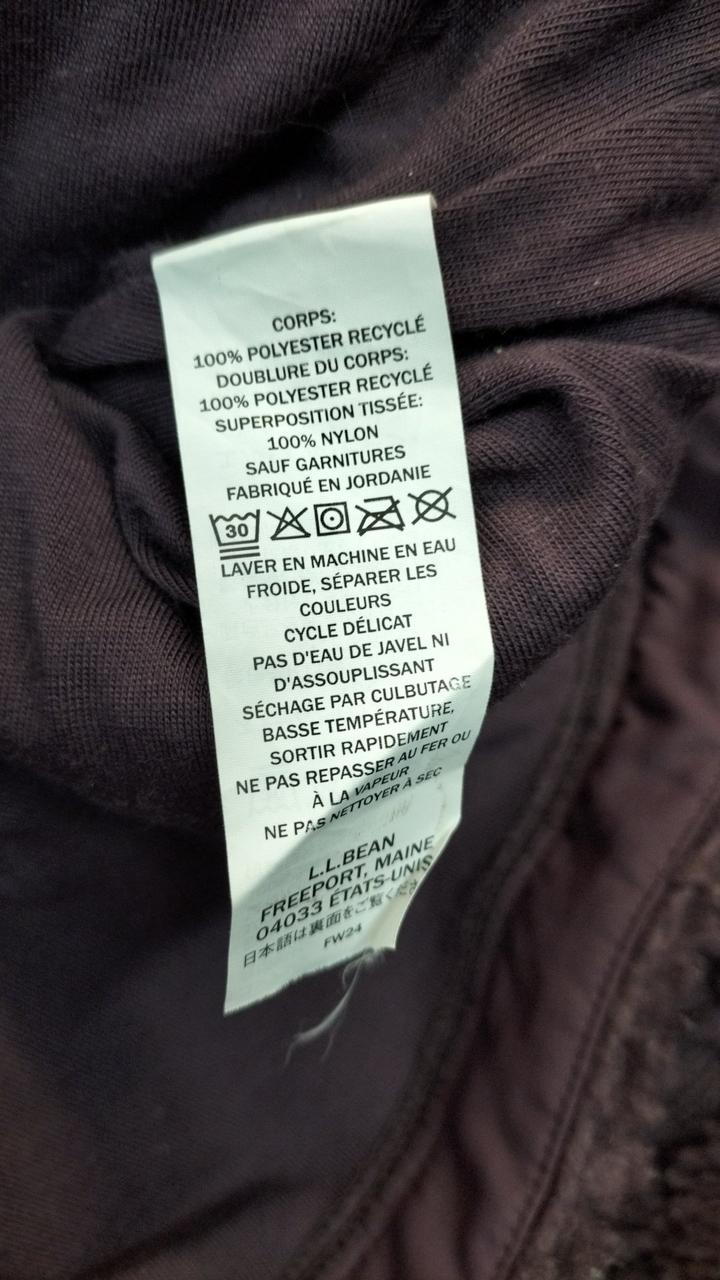 CORPS:
100% POLYESTER RECYCLÉ
DOUBLURE DU CORPS:
100% POLYESTER RECYCLÉ
SUPERPOSITION TISSÉE:
100% NYLON
SAUF GARNITURES
FABRIQUÉ EN JORDANIE
30
LAVER EN MACHINE EN EAU
FROIDE, SÉPARER LES
COULEURS
CYCLE DÉLICAT
PAS D'EAU DE JAVEL NI
D'ASSOUPLISSANT
SÉCHAGE PAR CULBUTAGE
BASSE TEMPÉRATURE,
SORTIR RAPIDEMENT
NE PAS REPASSER AU FER OU
À LA VAPEUR
NE PAS NETTOYER À SEC
L.L.BEAN
FREEPORT, MAINE
04033 ÉTATS-UNIS
日本語は裏面をご覧くださ
FW24